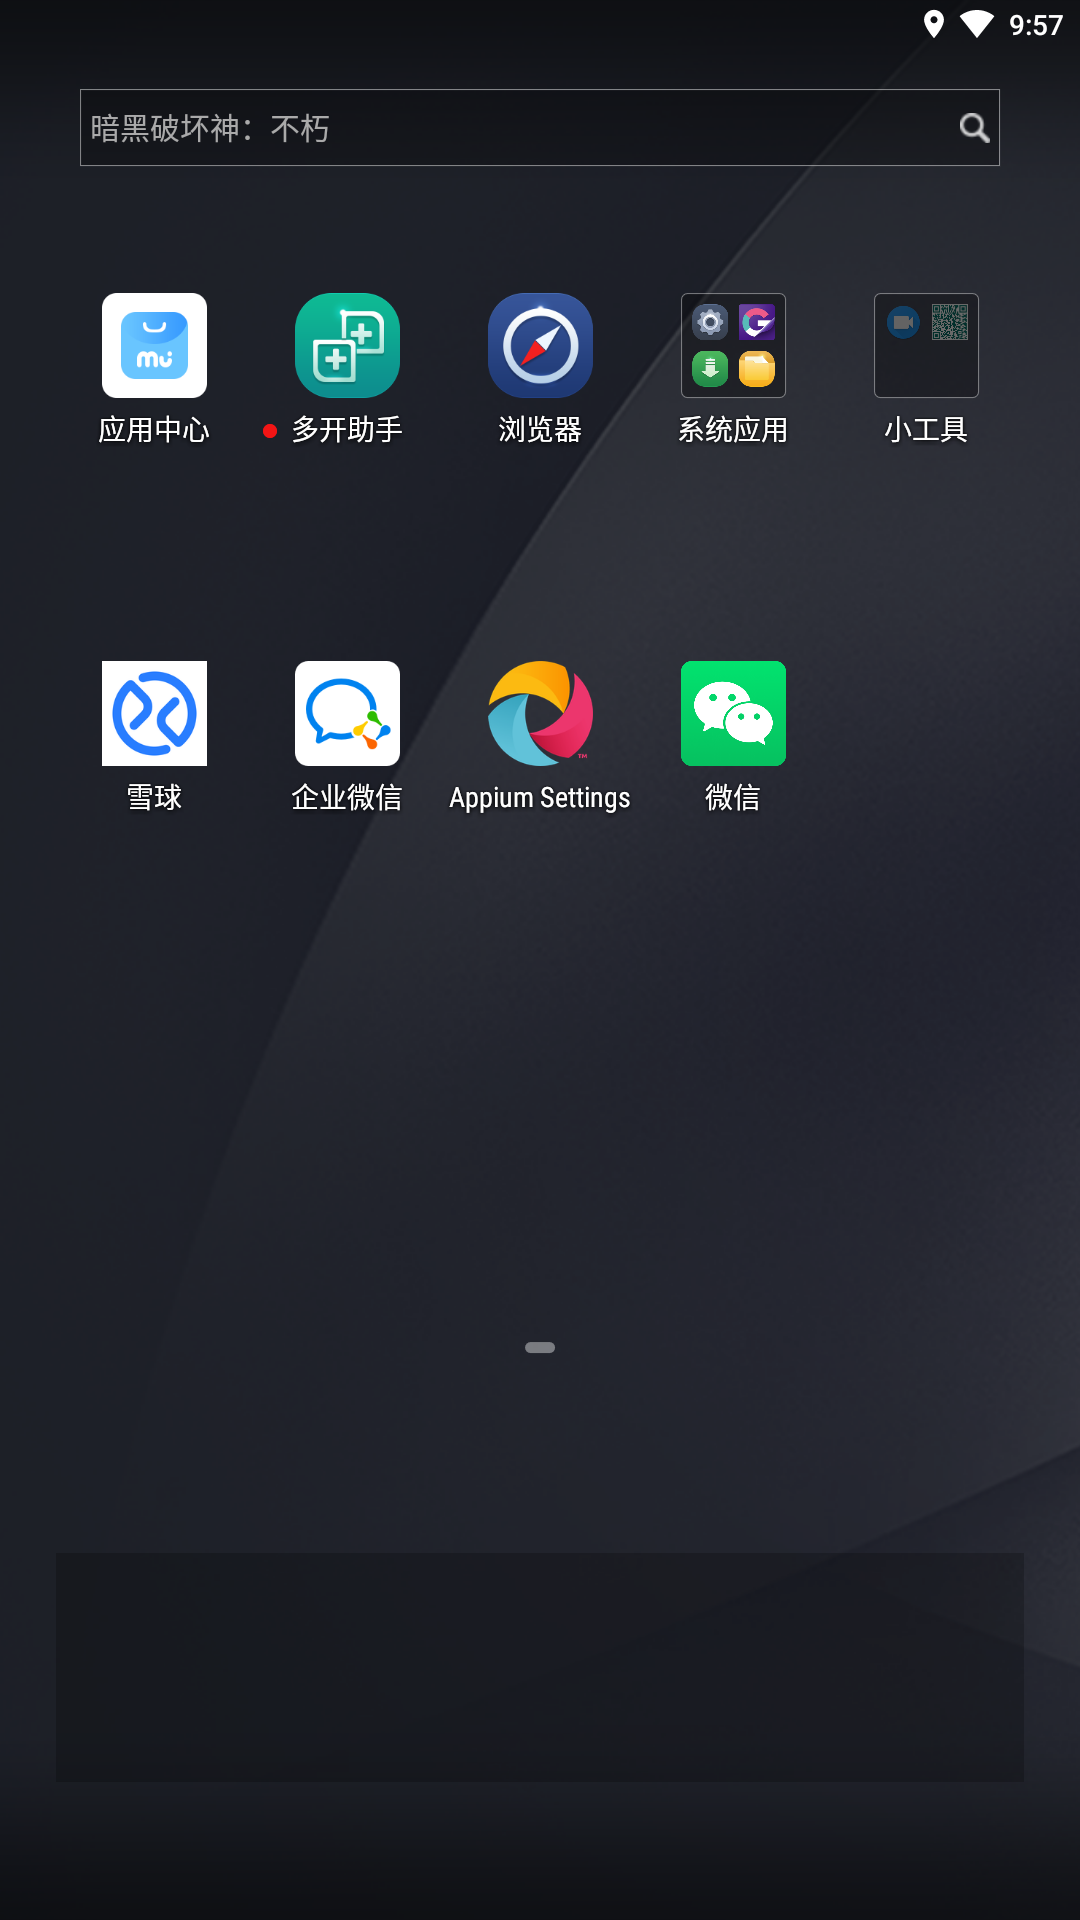 9:57
暗黑破坏神：不朽
应用中心
多开助手
浏览器
系统应用
小工具
雪球
企业微信
Appium Settings
微信